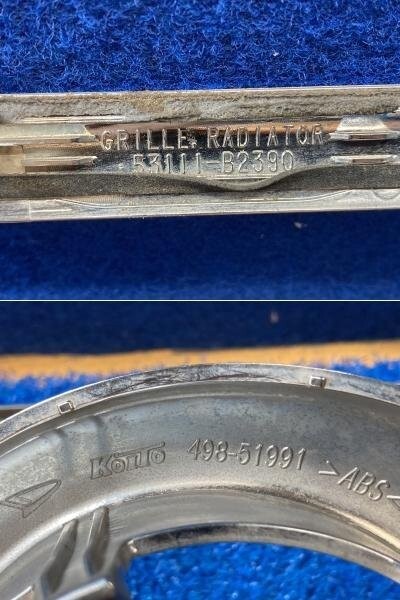 GRILLE, RADIATOR
53111-B2390
KOITO 498-51991 >ABS<